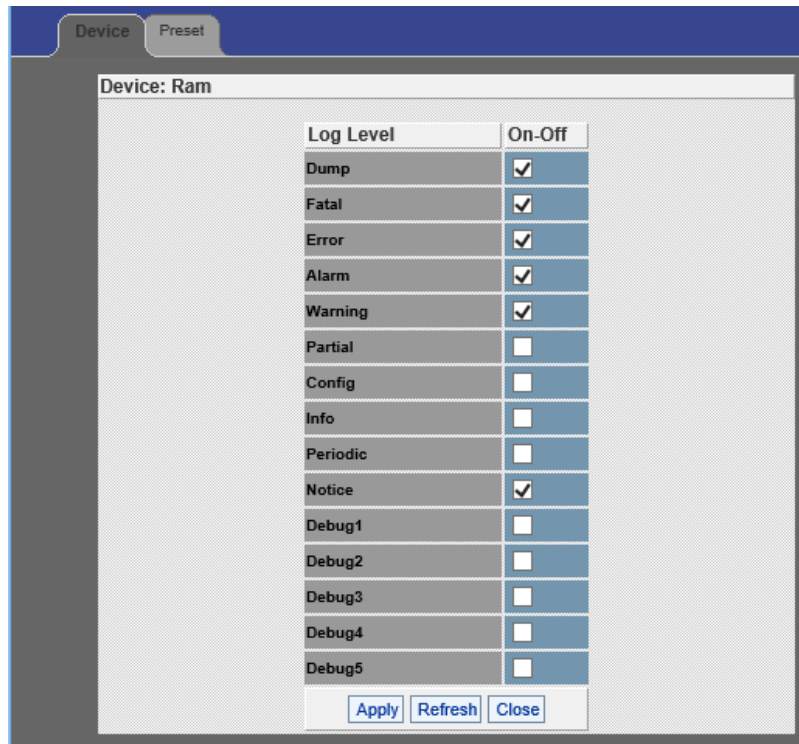 Device Preset
Device: Ram
Log Level On-Off
Dump
Fatal
Error
Alarm
Warning
Partial
Config
Info
Periodic
Notice
Debug1
Debug2
Debug3
Debug4
Debug5
Apply Refresh Close